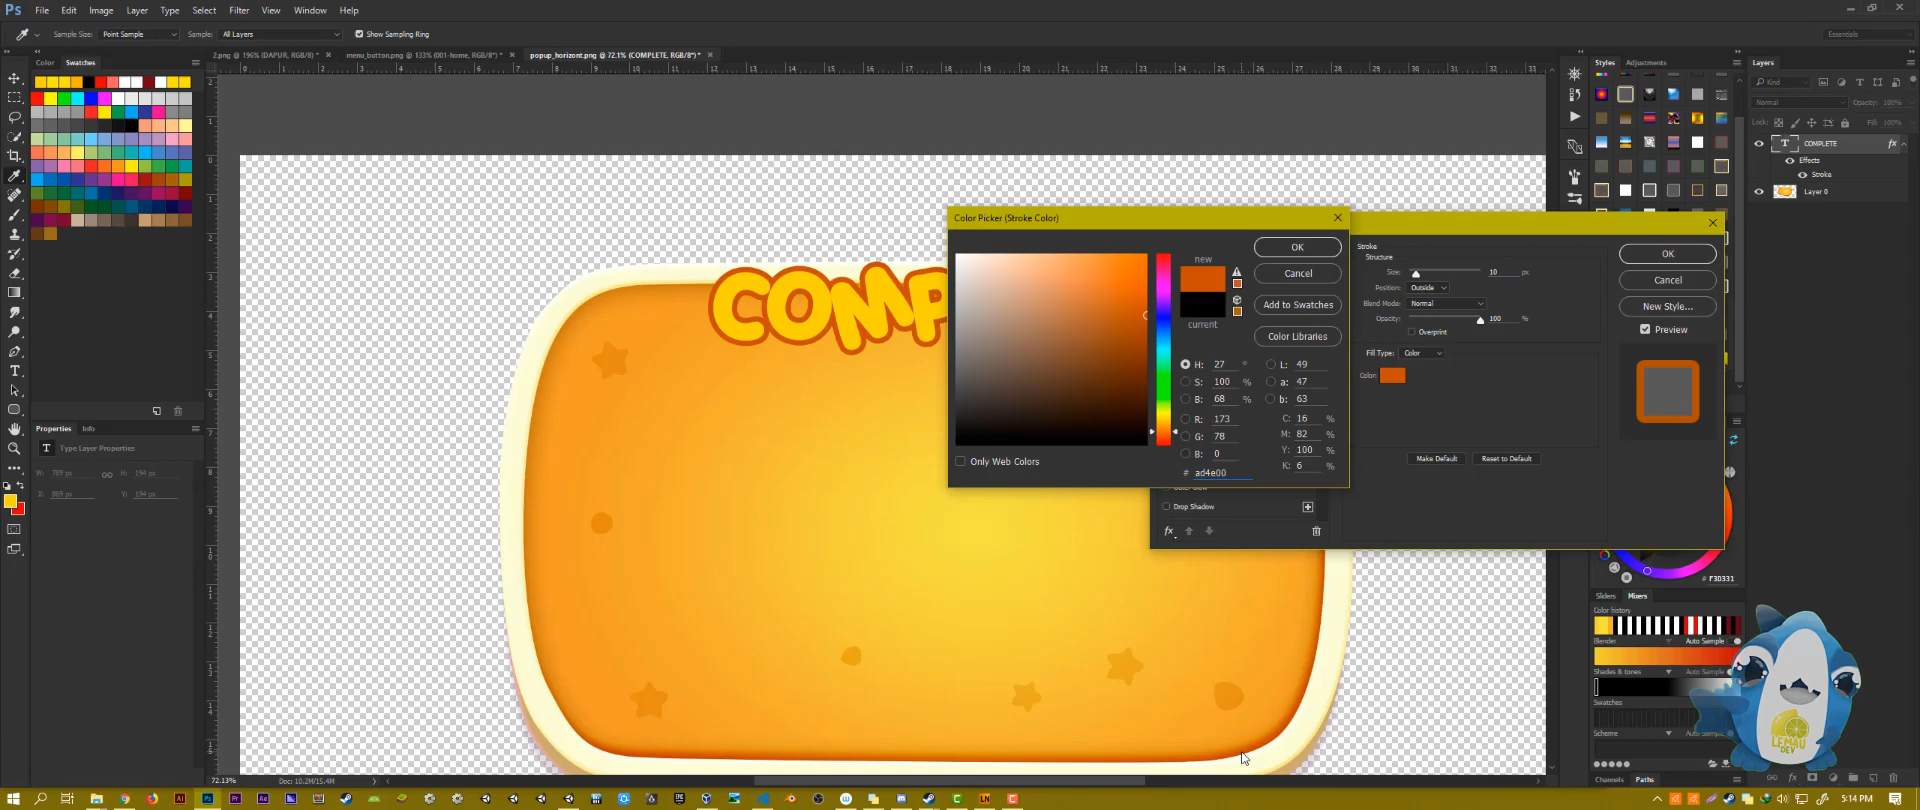 Ps File Edit Image Layer Type Select Filter View Window Help
Sample Size: Point Sample Sample: All Layers Show Sampling Ring Essentials
2.png @ 196% (DAPUR, RGB/8) * × menu_button.png @ 133% (001-home, RGB/8*) * × popup_horizont.png @ 72.1% (COMPLETE, RGB/8*) * ×
Color Swatches
Styles Adjustments
Layers
Kind
Normal Opacity: 100%
Lock: Fill: 100%
T COMPLETE fx
Effects
Stroke
Layer 0
Properties Info
T Type Layer Properties
W: 789 px H: 194 px
X: 869 px Y: 194 px
COMP
Color Picker (Stroke Color)
OK
Cancel
Add to Swatches
Color Libraries
new
current
H: 27 °
S: 100 %
B: 68 %
R: 173
G: 78
B: 0
# ad4e00
L: 49
a: 47
b: 63
C: 16 %
M: 82 %
Y: 100 %
K: 6 %
Only Web Colors
Stroke
Structure
Size: 10 px
Position: Outside
Blend Mode: Normal
Opacity: 100 %
Overprint
Fill Type: Color
Color:
Make Default Reset to Default
OK
Cancel
New Style...
Preview
Drop Shadow
fx
# F3D331
Sliders Mixers
Color history
Blender Auto Sample
Shades & tones Auto Sample
Swatches
Scheme
Channels Paths
LEMAU
DEV
72.13% Doc: 10.2M/15.4M
5:14 PM